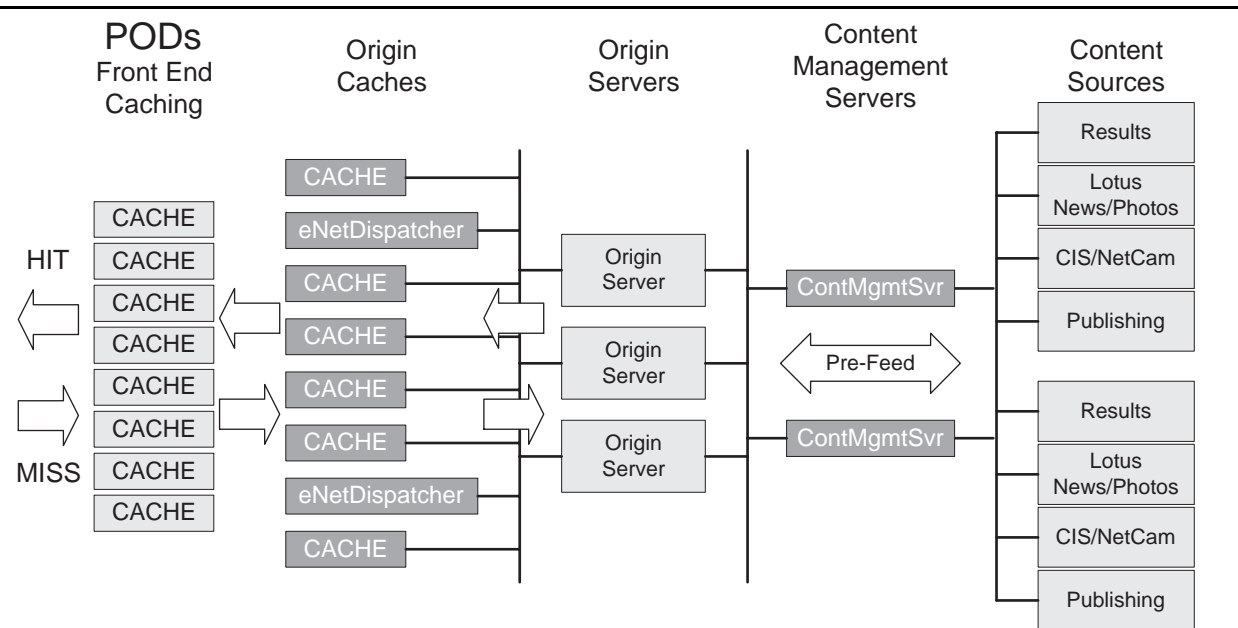 PODs
Front End
Caching
Origin
Caches
Origin
Servers
Content
Management
Servers
Content
Sources
HIT
MISS
CACHE
CACHE
CACHE
CACHE
CACHE
CACHE
CACHE
CACHE
CACHE
eNetDispatcher
CACHE
CACHE
CACHE
CACHE
eNetDispatcher
CACHE
Origin
Server
Origin
Server
Origin
Server
ContMgmtSvr
Pre-Feed
ContMgmtSvr
Results
Lotus
News/Photos
CIS/NetCam
Publishing
Results
Lotus
News/Photos
CIS/NetCam
Publishing